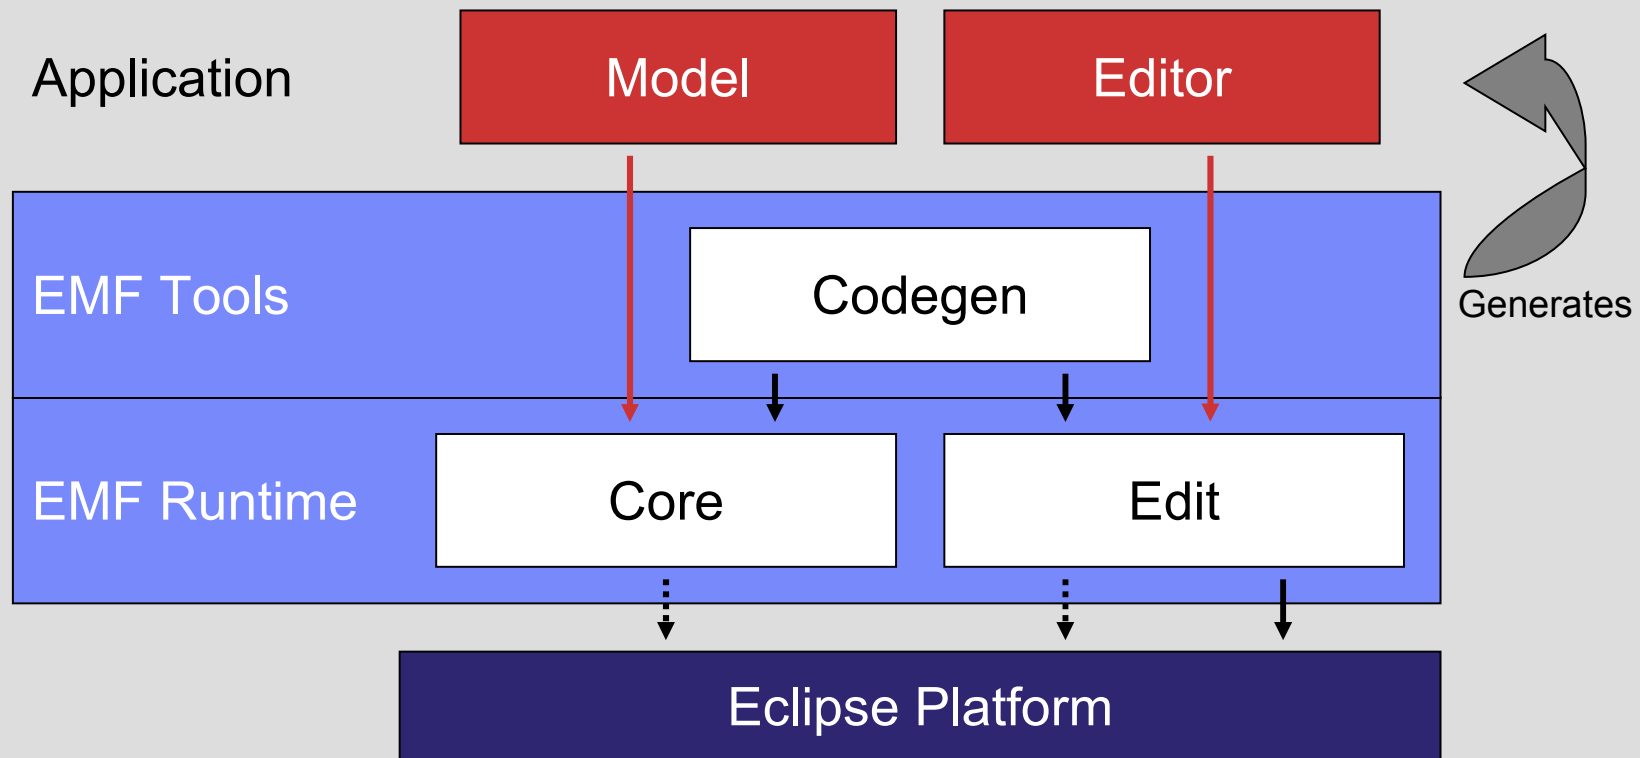 Application
Model
Editor
EMF Tools
Codegen
Generates
EMF Runtime
Core
Edit
Eclipse Platform